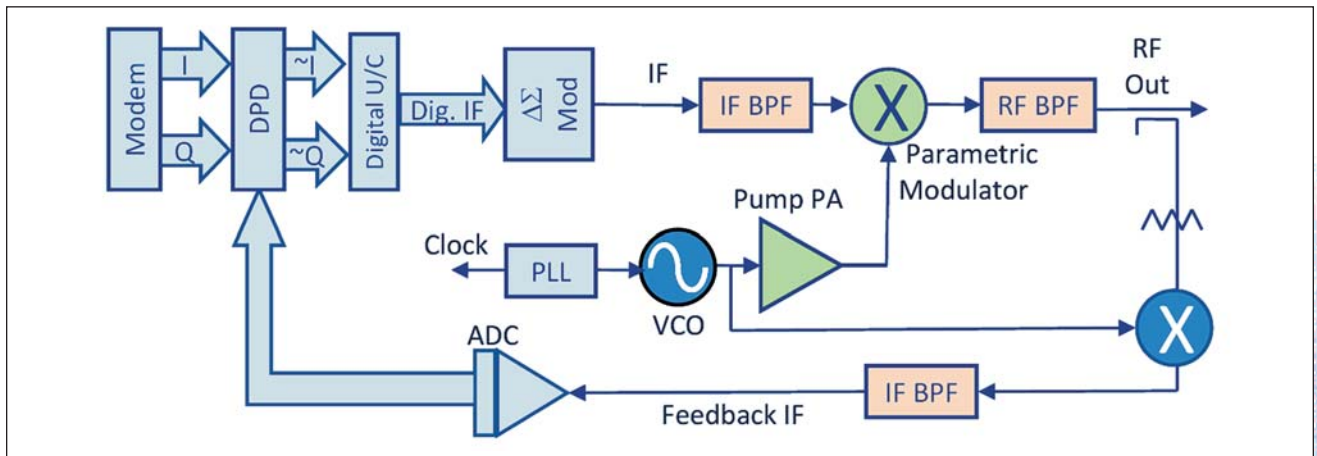 Modem
I
Q
DPD
~I
~Q
Digital U/C
Dig. IF
ΔΣ
Mod
IF
IF BPF
X
RF BPF
RF
Out
Parametric
Modulator
Pump PA
Clock
PLL
VCO
X
ADC
IF BPF
Feedback IF